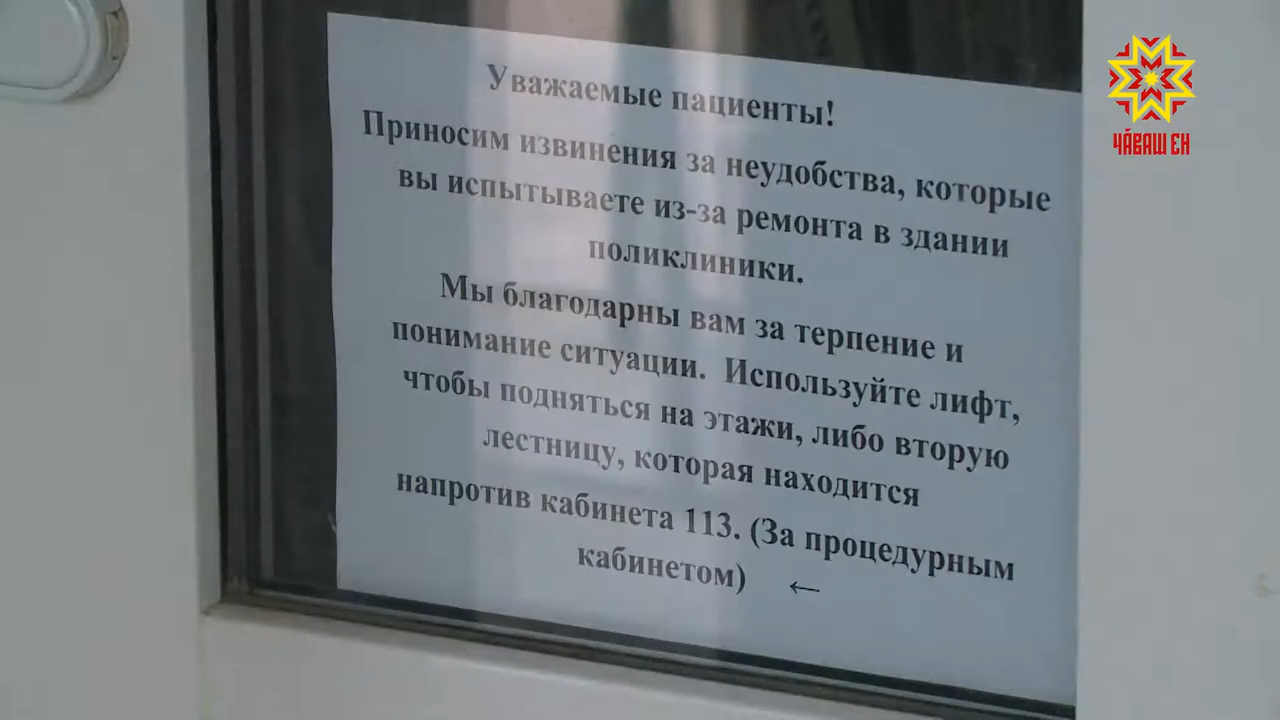 Уважаемые пациенты!
Приносим извинения за неудобства, которые
вы испытываете из-за ремонта в здании
поликлиники.
Мы благодарны вам за терпение и
понимание ситуации. Используйте лифт,
чтобы подняться на этажи, либо вторую
лестницу, которая находится
напротив кабинета 113. (За процедурным
кабинетом) ←
ЧӐВАШ ЕН